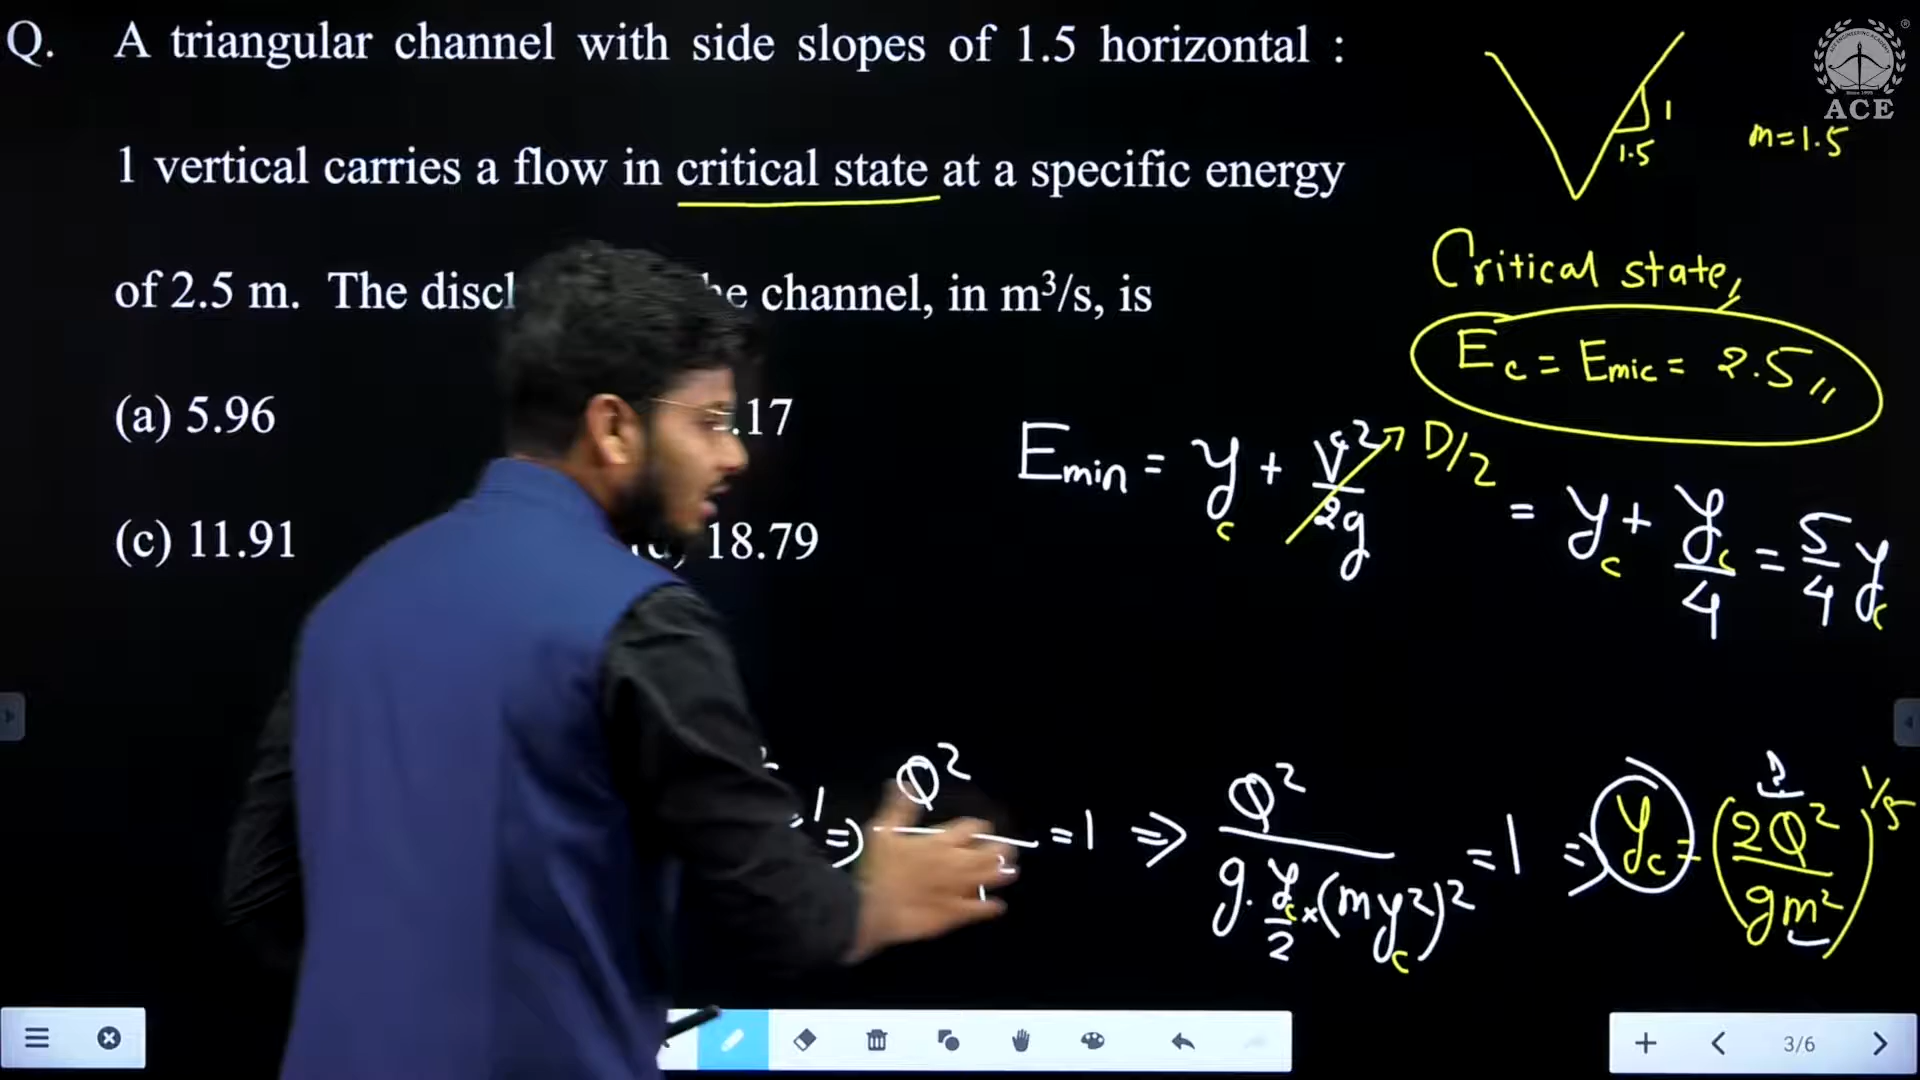 Q. A triangular channel with side slopes of 1.5 horizontal :
1 vertical carries a flow in critical state at a specific energy
of 2.5 m. The discl he channel, in m³/s, is
(a) 5.96 .17
(c) 11.91 18.79
1
1.5
m=1.5
ACE
Critical state,
Ec = Emic = 2.5,,
Emin = yc + V²/2g → D/2 = yc + yc/4 = 5/4 yc
=1 ⇒ Q² =1 ⇒ Q²/(g.yc/2×(myc²)²) =1 ⇒ yc = (2Q²/gm²)^1/5
?
3/6